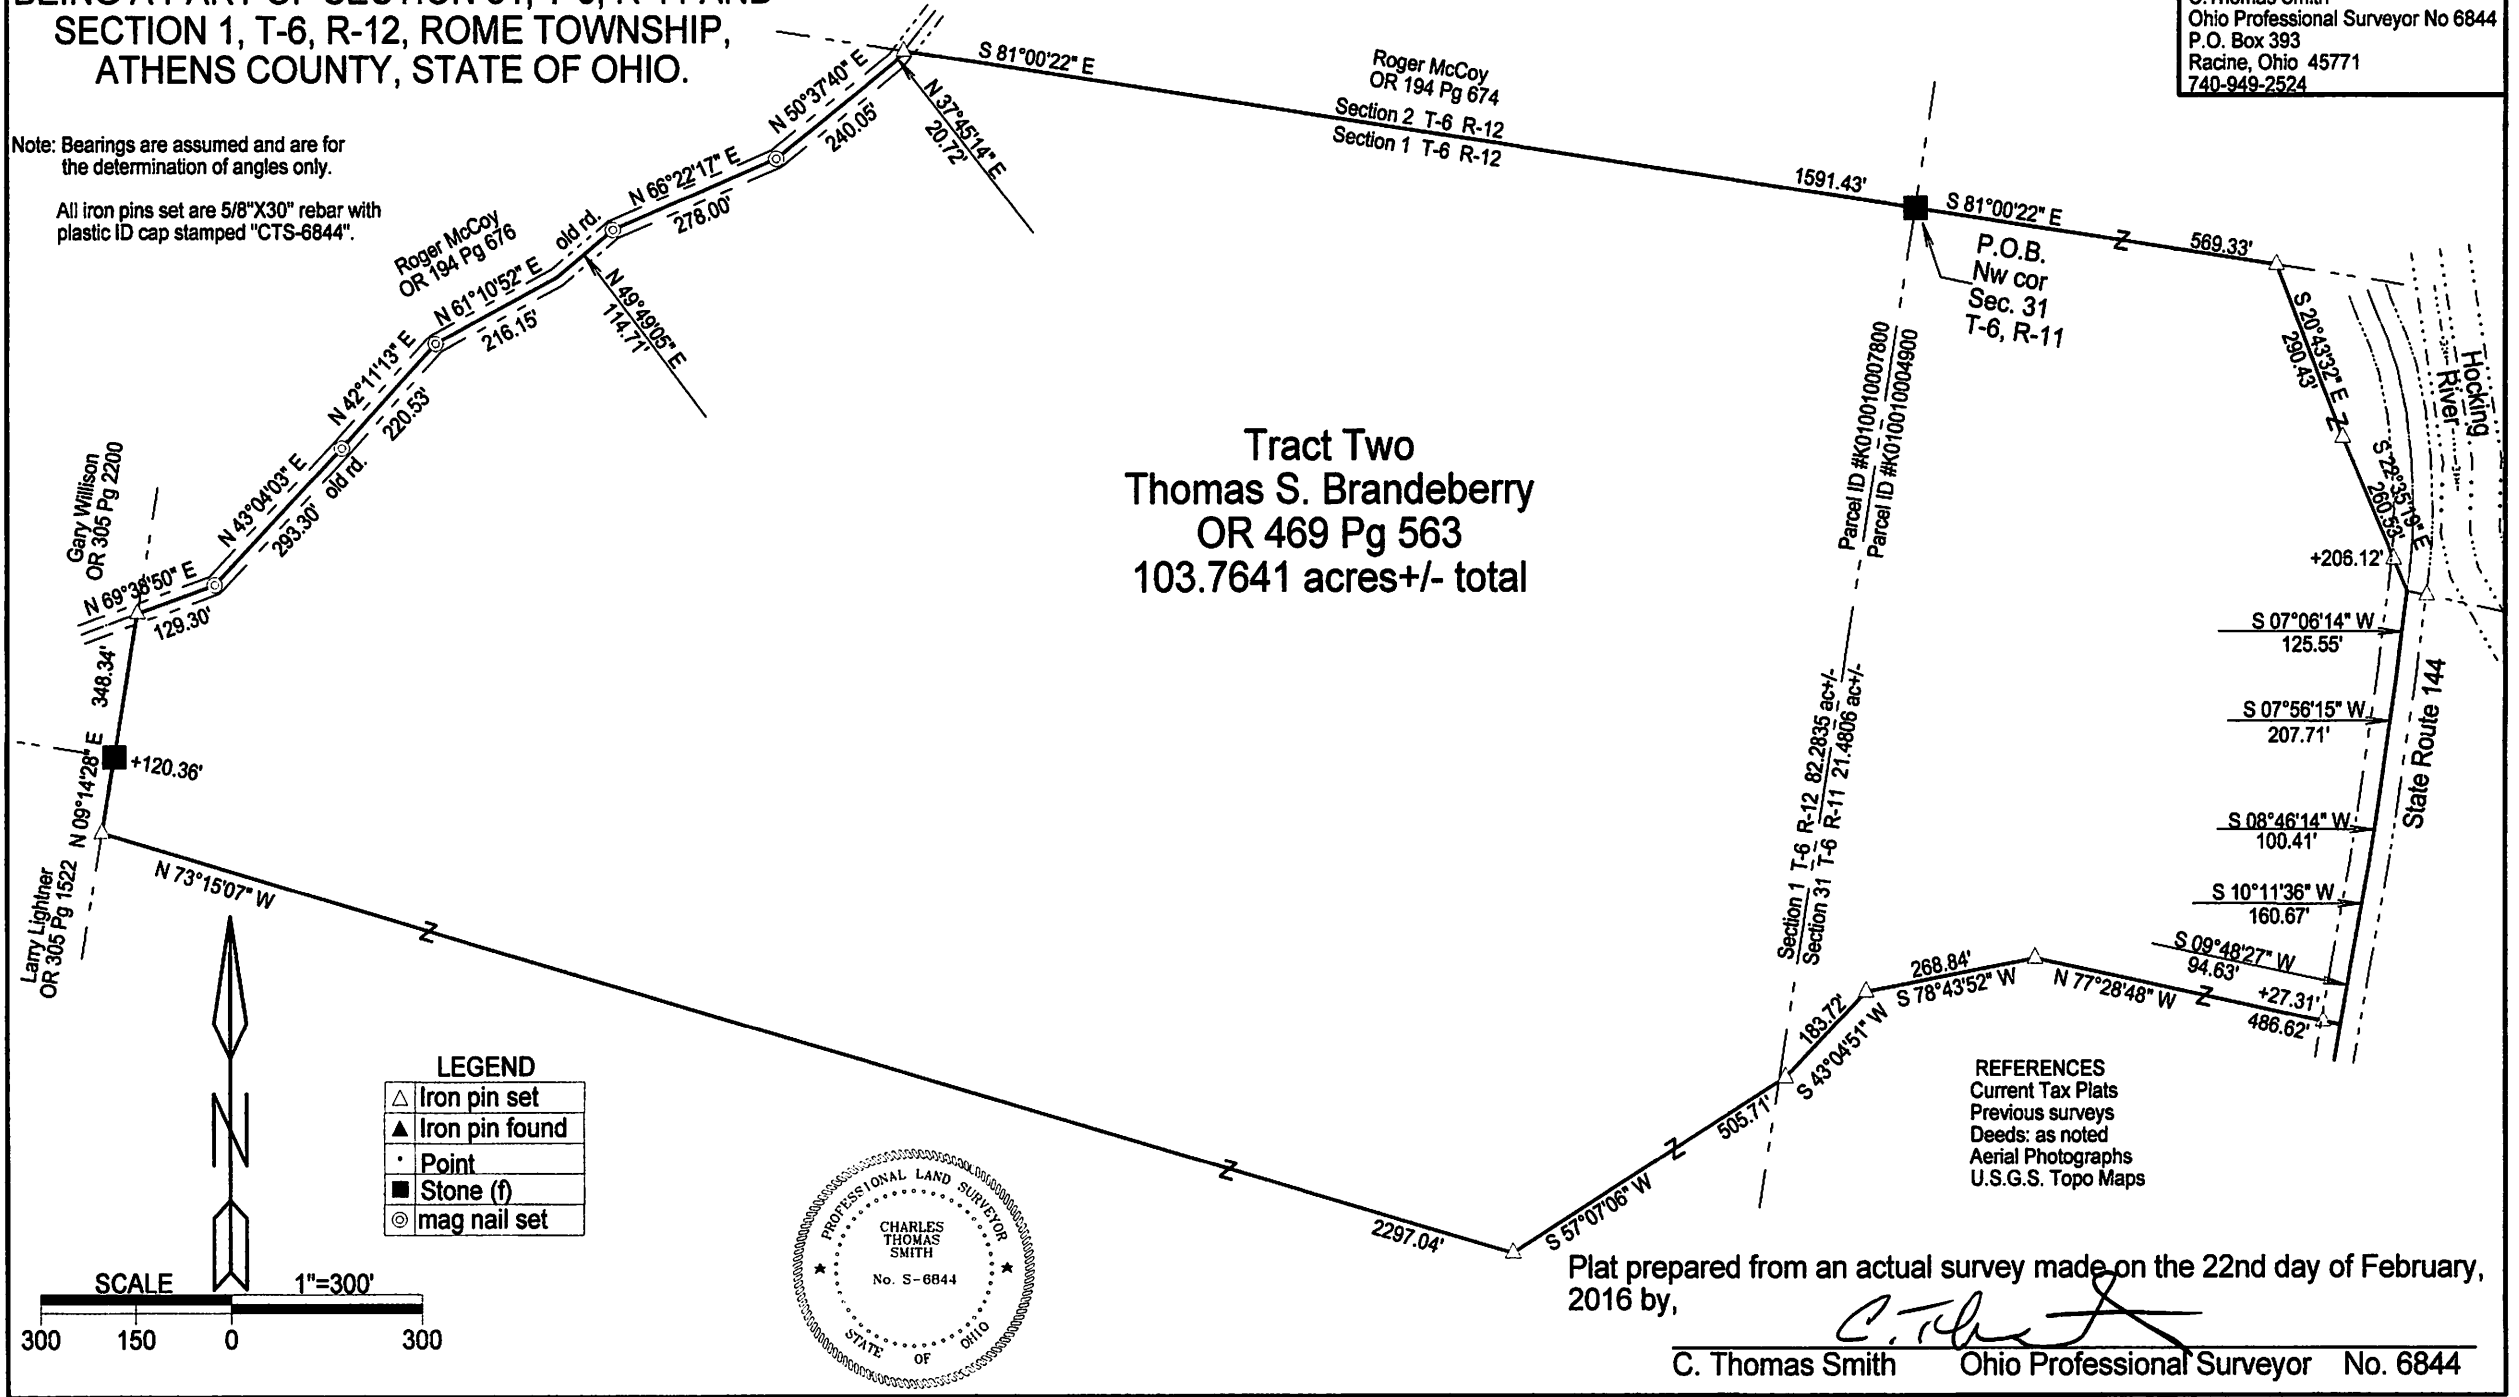 SECTION 1, T-6, R-12, ROME TOWNSHIP,
ATHENS COUNTY, STATE OF OHIO.
Ohio Professional Surveyor No 6844
P.O. Box 393
Racine, Ohio 45771
740-949-2524
Note: Bearings are assumed and are for
the determination of angles only.
All iron pins set are 5/8"X30" rebar with
plastic ID cap stamped "CTS-6844".
S 81°00'22" E
Roger McCoy
OR 194 Pg 674
Section 2 T-6 R-12
Section 1 T-6 R-12
1591.43'
S 81°00'22" E
569.33'
P.O.B.
Nw cor
Sec. 31
T-6, R-11
N 37°45'14" E
20.72'
N 50°37'40" E
240.05'
N 66°22'17" E
278.00'
old rd.
Roger McCoy
OR 194 Pg 676
N 61°10'52" E
216.15'
N 49°49'05" E
114.71'
N 42°11'13" E
220.53'
N 43°04'03" E
293.30'
old rd.
Gary Willison
OR 305 Pg 2200
N 69°38'50" E
129.30'
348.34'
N 09°14'28" E
+120.36'
Larry Lightner
OR 305 Pg 1522
N 73°15'07" W
2297.04'
Tract Two
Thomas S. Brandeberry
OR 469 Pg 563
103.7641 acres+/- total
Parcel ID #K010010007800
Parcel ID #K010010004900
Section 1 T-6 R-12 82.2835 ac+/-
Section 31 T-6 R-11 21.4806 ac+/-
S 20°43'32" E
290.43'
S 22°35'19" E
260.53'
+206.12'
Hocking
River
S 07°06'14" W
125.55'
S 07°56'15" W
207.71'
S 08°46'14" W
100.41'
S 10°11'36" W
160.67'
S 09°48'27" W
94.63'
State Route 144
+27.31'
486.62'
N 77°28'48" W
268.84'
S 78°43'52" W
183.72'
S 43°04'51" W
505.71'
S 57°07'06" W
REFERENCES
Current Tax Plats
Previous surveys
Deeds: as noted
Aerial Photographs
U.S.G.S. Topo Maps
N
LEGEND
Iron pin set
Iron pin found
Point
Stone (f)
mag nail set
SCALE 1"=300'
300 150 0 300
PROFESSIONAL LAND SURVEYOR
CHARLES
THOMAS
SMITH
No. S-6844
STATE OF OHIO
Plat prepared from an actual survey made on the 22nd day of February,
2016 by,
C. Thomas Smith Ohio Professional Surveyor No. 6844